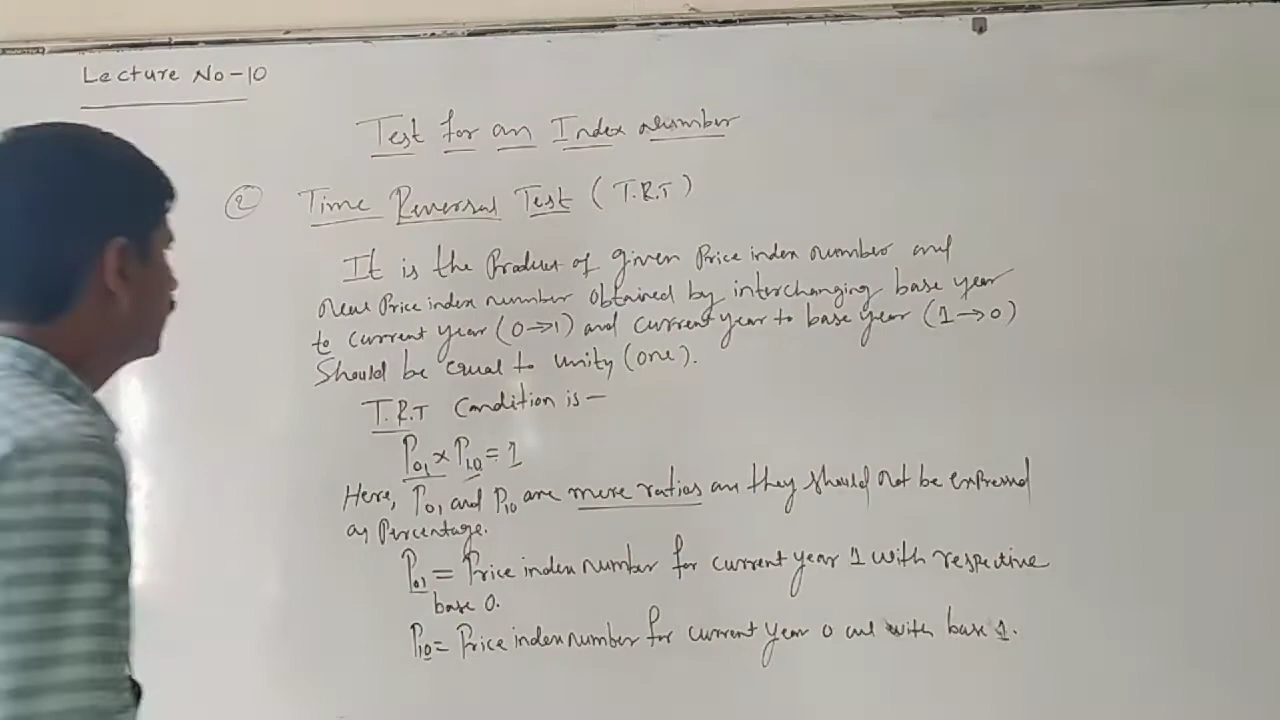 Lecture No-10
Test for an Index Number
② Time Reversal Test (T.R.T)
It is the Product of given Price index number and
new Price index number obtained by interchanging base year
to current year (0→1) and current year to base year (1→0)
Should be equal to unity (one).
T.R.T Condition is —
P₀₁ × P₁₀ = 1
Here, P₀₁ and P₁₀ are mere ratios an they should not be expressed
as Percentage.
P₀₁ = Price index number for current year 1 with respective
base 0.
P₁₀ = Price index number for current year 0 with base 1.